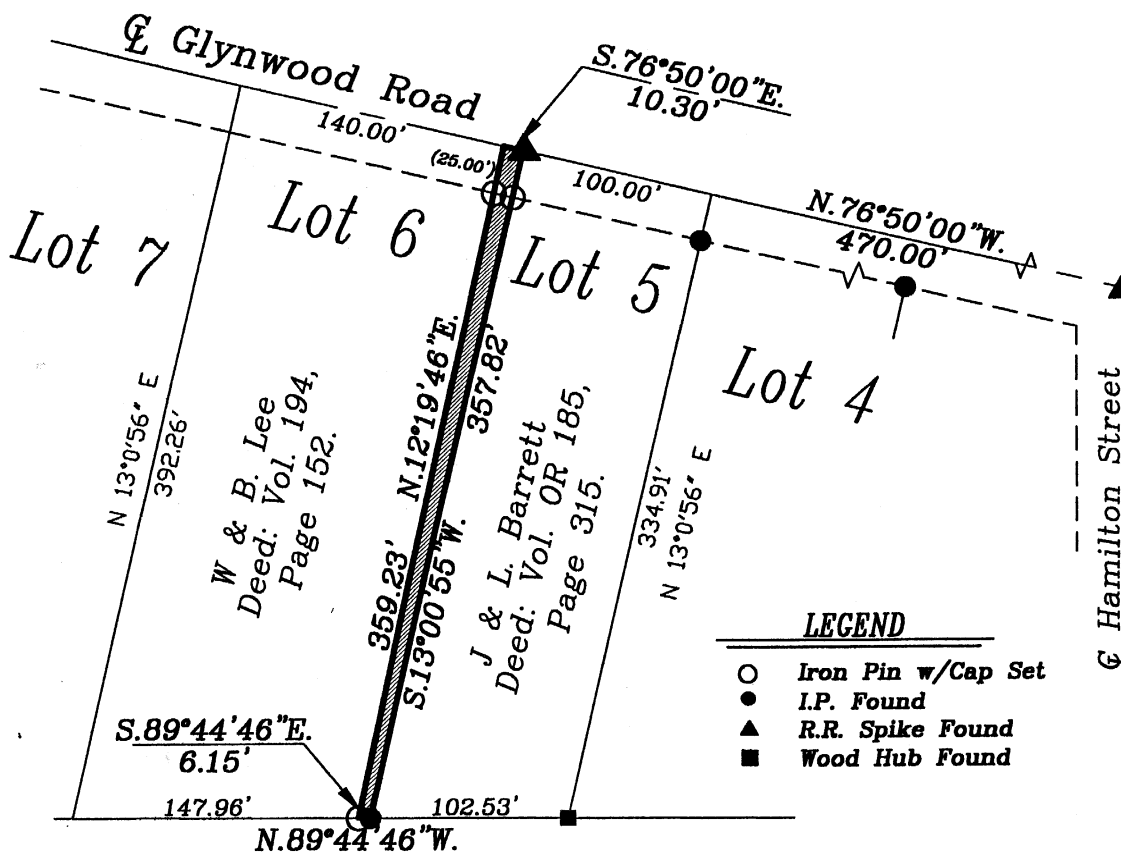 ℄ Glynwood Road
S.76°50'00"E.
10.30'
140.00'
(25.00')
100.00'
N.76°50'00"W.
470.00'
Lot 7
Lot 6
Lot 5
Lot 4
N 13°0'56" E
392.26'
W & B. Lee
Deed: Vol. 194,
Page 152.
N.12°19'46"E.
359.23'
357.82'
S.13°00'55"W.
J & L. Barrett
Deed: Vol. OR 185,
Page 315.
334.91'
N 13°0'56" E
℄ Hamilton Street
LEGEND
Iron Pin w/Cap Set
I.P. Found
R.R. Spike Found
Wood Hub Found
S.89°44'46"E.
6.15'
147.96'
102.53'
N.89°44'46"W.